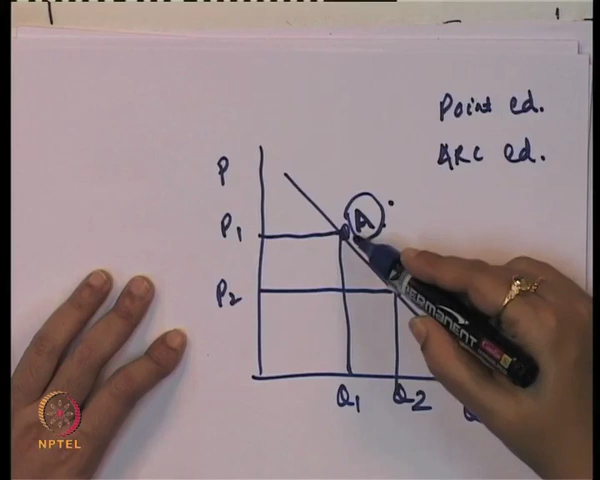 Point ed.
ARC ed.
P
A
P1
P2
Q1 Q2
PERMANENT
NPTEL